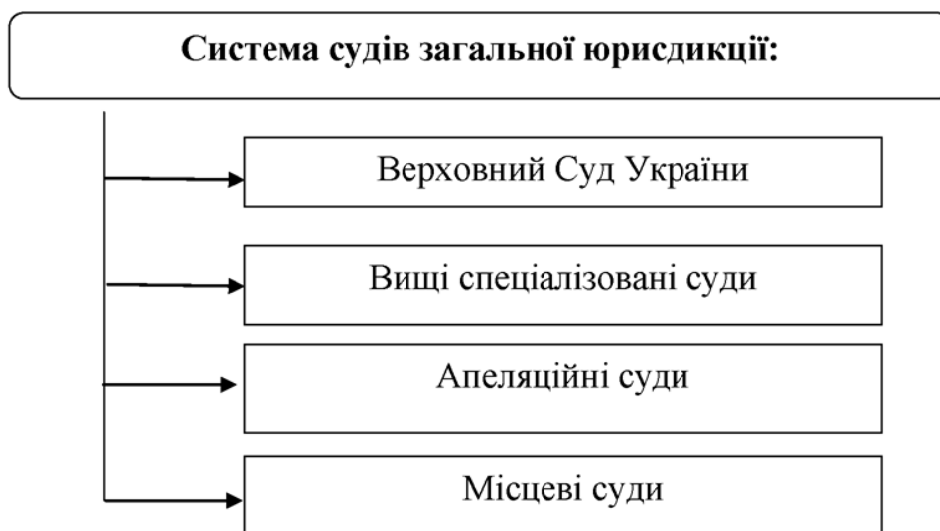 Система судів загальної юрисдикції:
Верховний Суд України
Вищі спеціалізовані суди
Апеляційні суди
Місцеві суди